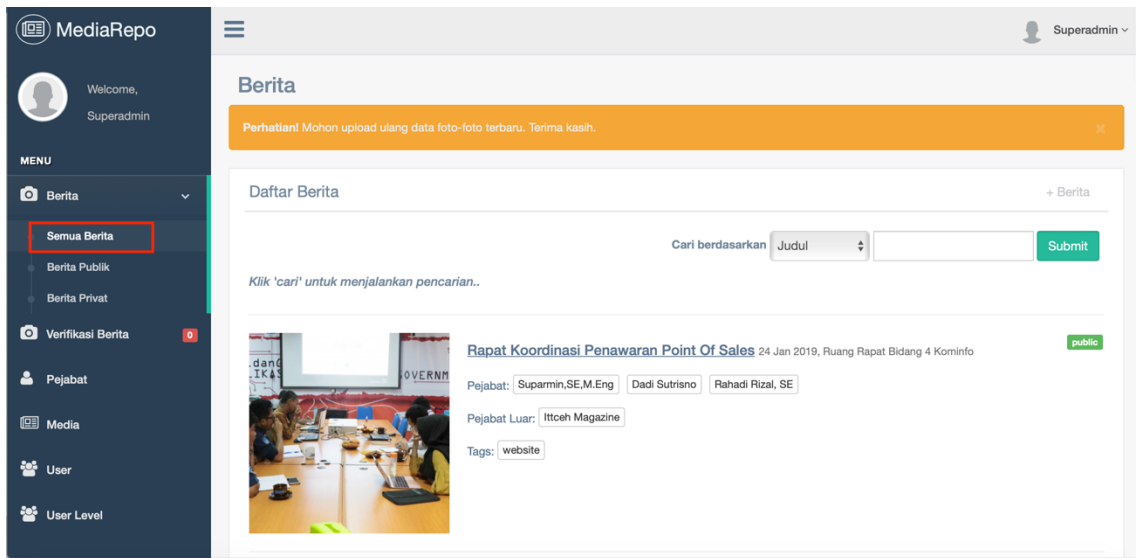 MediaRepo
Superadmin
Welcome,
Superadmin
MENU
Berita
Semua Berita
Berita Publik
Berita Privat
Verifikasi Berita 0
Pejabat
Media
User
User Level
Berita
Perhatian! Mohon upload ulang data foto-foto terbaru. Terima kasih. ×
Daftar Berita + Berita
Cari berdasarkan Judul Submit
Klik 'cari' untuk menjalankan pencarian..
Rapat Koordinasi Penawaran Point Of Sales 24 Jan 2019, Ruang Rapat Bidang 4 Kominfo public
Pejabat: Suparmin,SE,M.Eng Dadi Sutrisno Rahadi Rizal, SE
Pejabat Luar: Ittceh Magazine
Tags: website